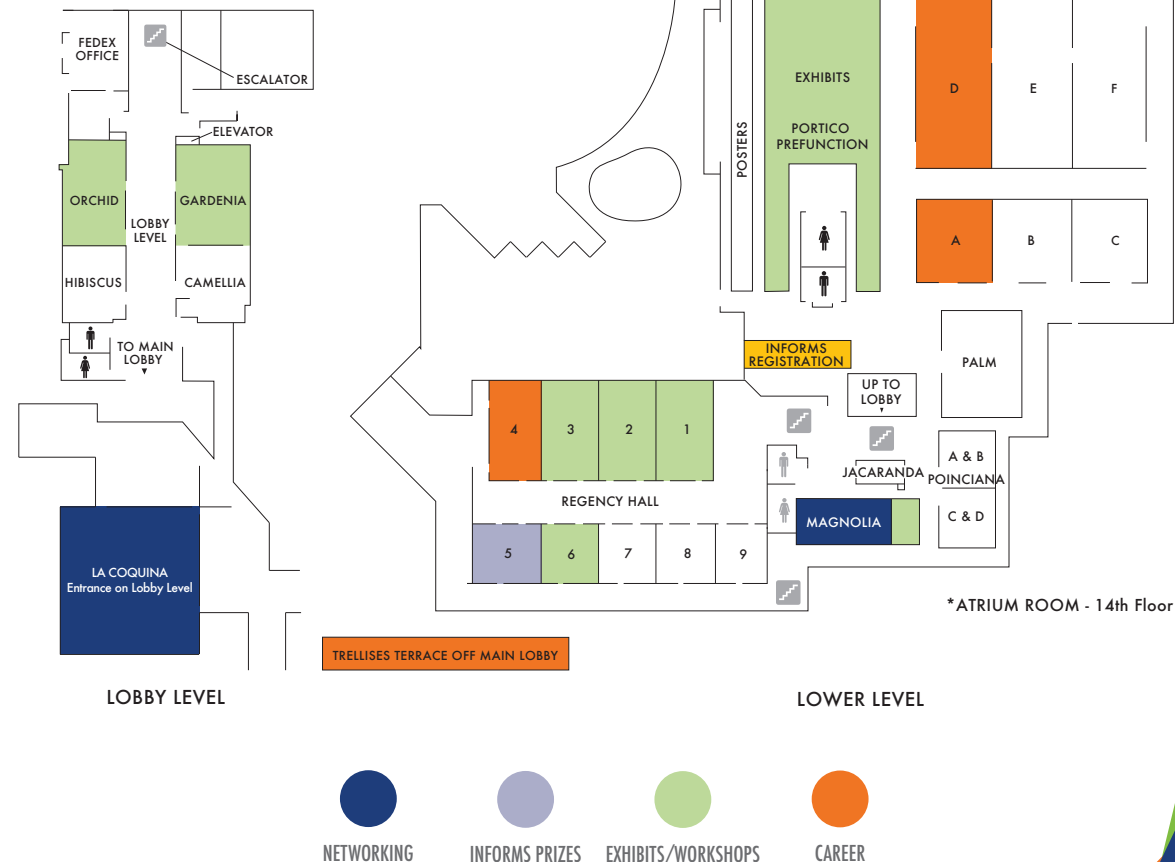 FEDEX
OFFICE
ESCALATOR
ELEVATOR
ORCHID
GARDENIA
LOBBY
LEVEL
HIBISCUS
CAMELLIA
TO MAIN
LOBBY
LA COQUINA
Entrance on Lobby Level
LOBBY LEVEL
POSTERS
EXHIBITS
PORTICO
PREFUNCTION
D
E
F
A
B
C
INFORMS
REGISTRATION
UP TO
LOBBY
PALM
4
3
2
1
REGENCY HALL
5
6
7
8
9
JACARANDA
A & B
POINCIANA
C & D
MAGNOLIA
*ATRIUM ROOM - 14th Floor
TRELLISES TERRACE OFF MAIN LOBBY
LOWER LEVEL
NETWORKING
INFORMS PRIZES
EXHIBITS/WORKSHOPS
CAREER